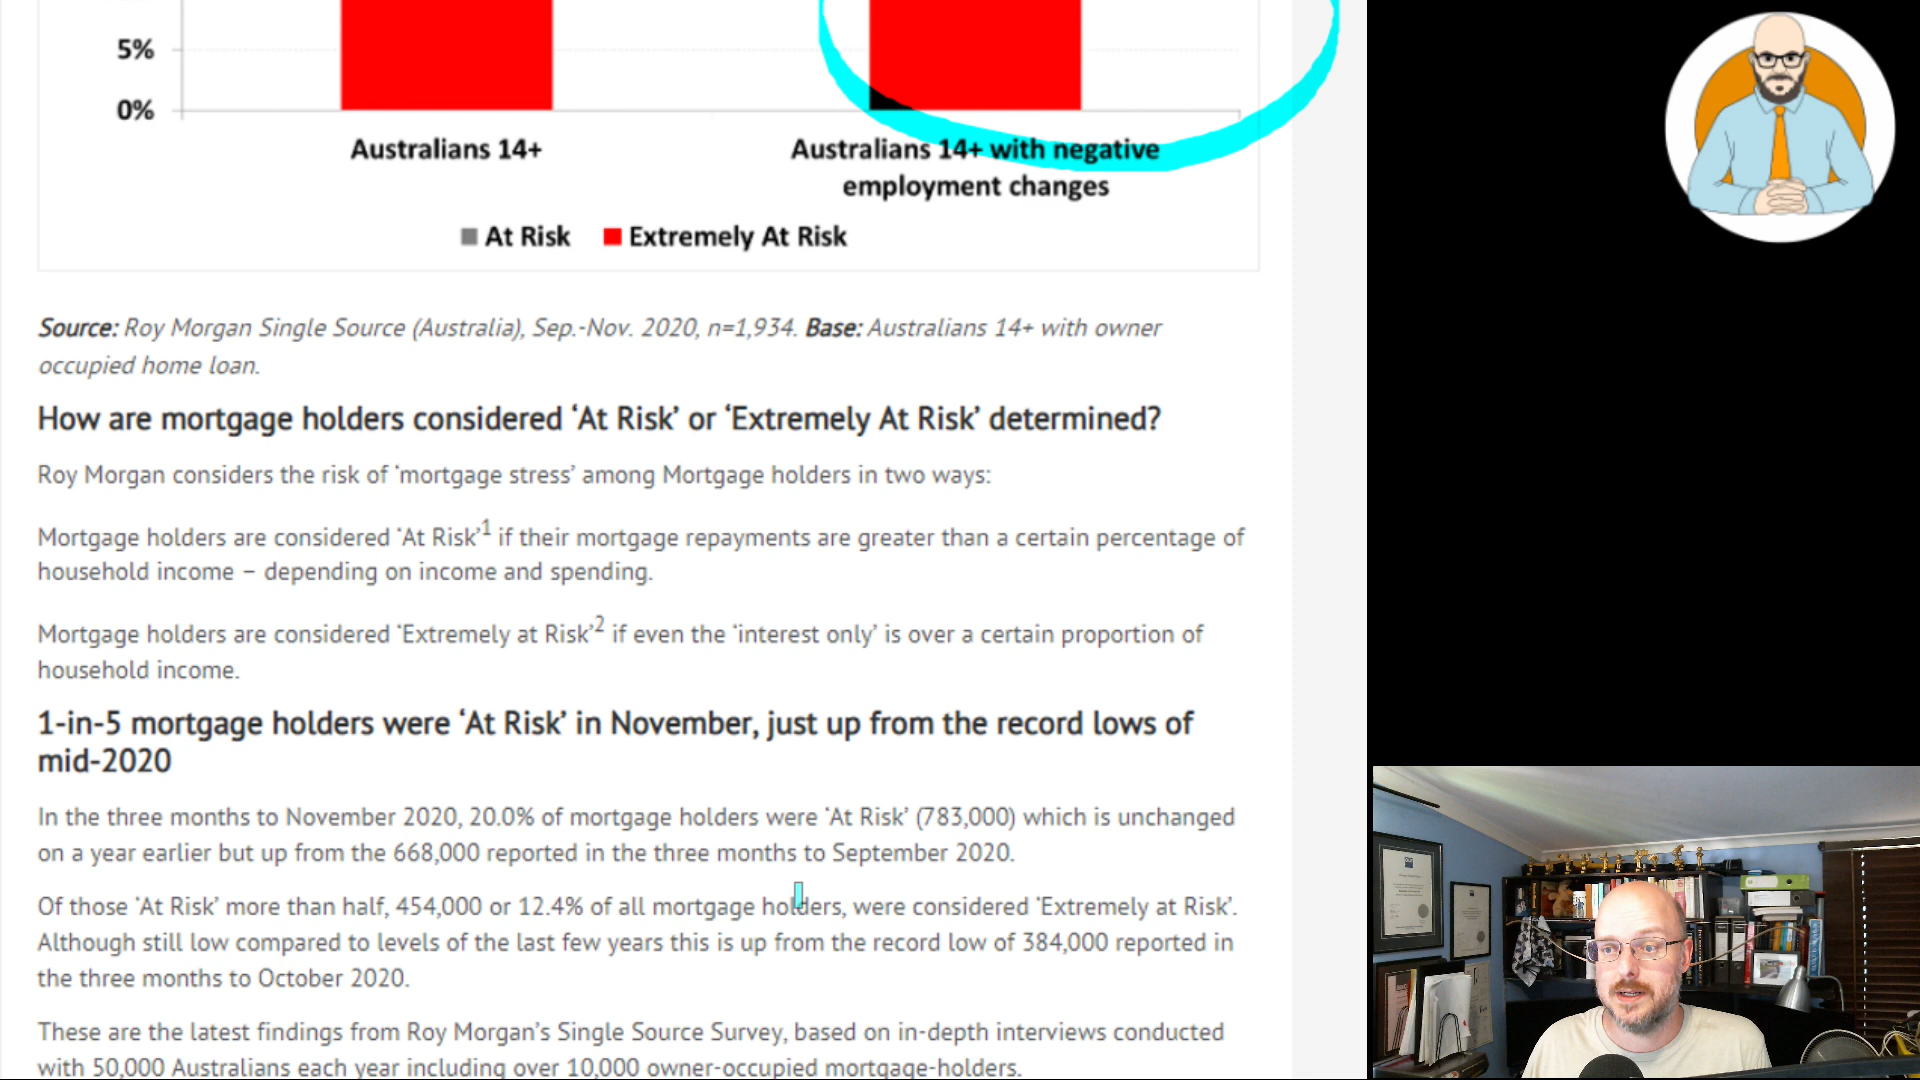 5%
0%
Australians 14+
Australians 14+ with negative
employment changes
At Risk
Extremely At Risk
Source: Roy Morgan Single Source (Australia), Sep.-Nov. 2020, n=1,934. Base: Australians 14+ with owner
occupied home loan.
How are mortgage holders considered ‘At Risk’ or ‘Extremely At Risk’ determined?
Roy Morgan considers the risk of ‘mortgage stress’ among Mortgage holders in two ways:
Mortgage holders are considered ‘At Risk’1 if their mortgage repayments are greater than a certain percentage of
household income – depending on income and spending.
Mortgage holders are considered ‘Extremely at Risk’2 if even the ‘interest only’ is over a certain proportion of
household income.
1-in-5 mortgage holders were ‘At Risk’ in November, just up from the record lows of
mid-2020
In the three months to November 2020, 20.0% of mortgage holders were ‘At Risk’ (783,000) which is unchanged
on a year earlier but up from the 668,000 reported in the three months to September 2020.
Of those ‘At Risk’ more than half, 454,000 or 12.4% of all mortgage holders, were considered ‘Extremely at Risk’.
Although still low compared to levels of the last few years this is up from the record low of 384,000 reported in
the three months to October 2020.
These are the latest findings from Roy Morgan’s Single Source Survey, based on in-depth interviews conducted
with 50,000 Australians each year including over 10,000 owner-occupied mortgage-holders.